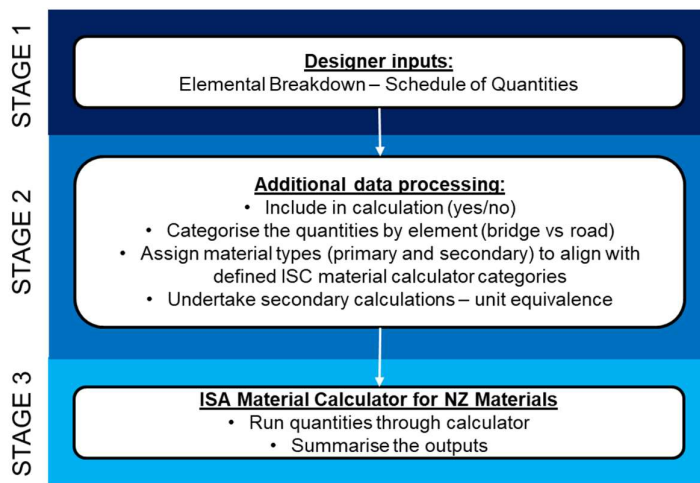 STAGE 1
Designer inputs:
Elemental Breakdown – Schedule of Quantities
STAGE 2
Additional data processing:
• Include in calculation (yes/no)
• Categorise the quantities by element (bridge vs road)
• Assign material types (primary and secondary) to align with
defined ISC material calculator categories
• Undertake secondary calculations – unit equivalence
STAGE 3
ISA Material Calculator for NZ Materials
• Run quantities through calculator
• Summarise the outputs